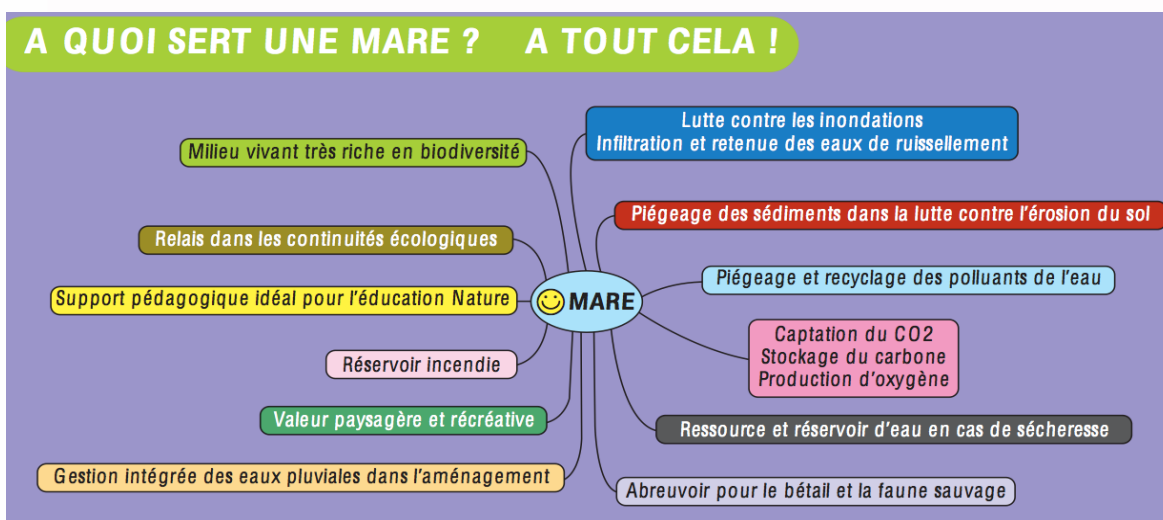 A QUOI SERT UNE MARE ? A TOUT CELA !
Lutte contre les inondations
Infiltration et retenue des eaux de ruissellement
Milieu vivant très riche en biodiversité
Piégeage des sédiments dans la lutte contre l'érosion du sol
Relais dans les continuités écologiques
Piégeage et recyclage des polluants de l'eau
Support pédagogique idéal pour l'éducation Nature
MARE
Captation du CO2
Stockage du carbone
Production d'oxygène
Réservoir incendie
Valeur paysagère et récréative
Ressource et réservoir d'eau en cas de sécheresse
Gestion intégrée des eaux pluviales dans l'aménagement
Abreuvoir pour le bétail et la faune sauvage